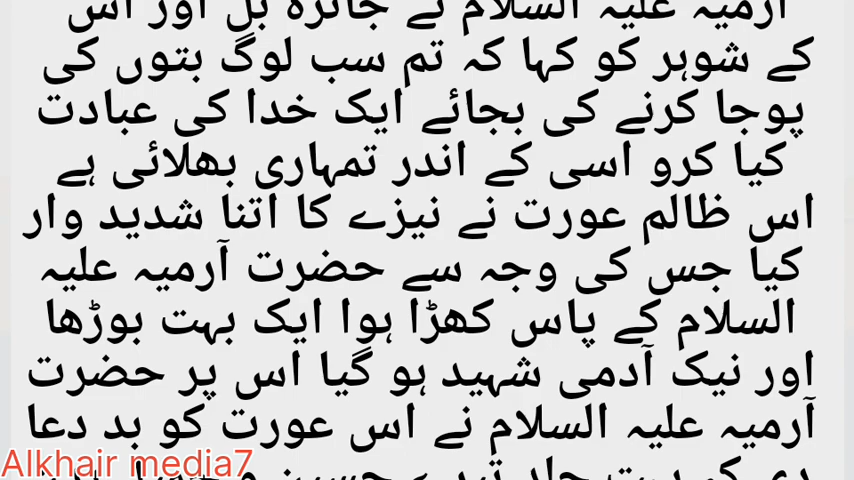 آرمیہ علیہ السلام نے جائزہ بل اور اس
کے شوہر کو کہا کہ تم سب لوگ بتوں کی
پوجا کرنے کی بجائے ایک خدا کی عبادت
کیا کرو اسی کے اندر تمہاری بھلائی ہے
اس ظالم عورت نے نیزے کا اتنا شدید وار
کیا جس کی وجہ سے حضرت آرمیہ علیہ
السلام کے پاس کھڑا ہوا ایک بہت بوڑھا
اور نیک آدمی شہید ہو گیا اس پر حضرت
آرمیہ علیہ السلام نے اس عورت کو بد دعا
Alkhair media7